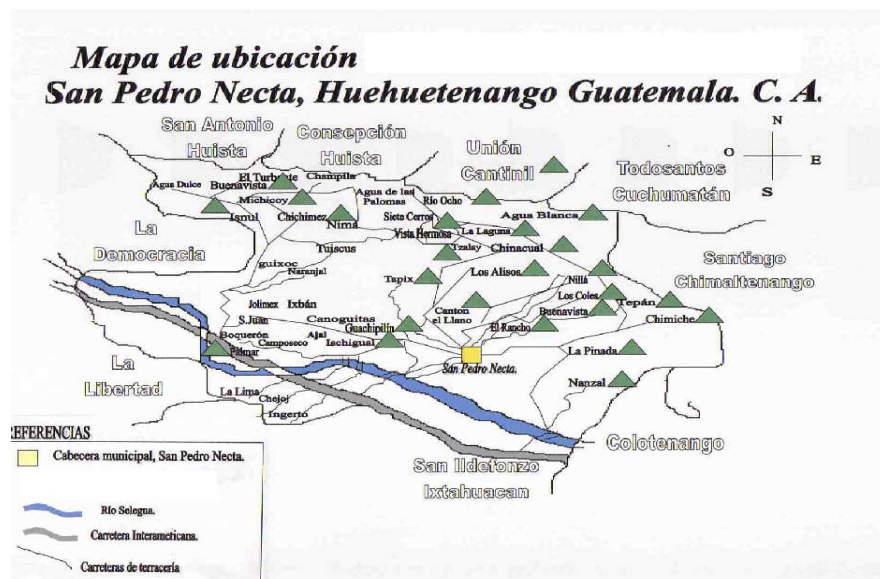 Mapa de ubicación
San Pedro Necta, Huehuetenango Guatemala. C. A.
San Antonio
Huista
Consepción
Huista
Unión
Cantinil
Todosantos
Cuchumatán
N
O
E
S
El Turbante
Champila
Agua Dulce
Buenavista
Michicoy
Isnul
Chichimez
Nimá
Agua de las
Palomas
Río Ocho
Siete Cerros
Vista Hermosa
La Laguna
Agua Blanca
La
Democracia
Tuiscus
Tzalay
Chinacual
Santiago
Chimaltenango
guixoc
Naranjal
Tapix
Los Alisos
Nillá
Los Coles
Tepán
Jolimex
Ixbán
Canton
el Llano
Buenavista
Chimiche
S.Juan
Canoguitas
Guachipilín
El Rancho
Boquerón
Ajal
Camposeco
Ischigual
La Pinada
Palmar
San Pedro Necta.
La
Libertad
Nanzal
La Lima
Chejoj
Ingerto
Colotenango
San Ildefonzo
Ixtahuacan
REFERENCIAS
Cabecera municipal, San Pedro Necta.
Río Selegua.
Carretera Interamericana.
Carreteras de terracería